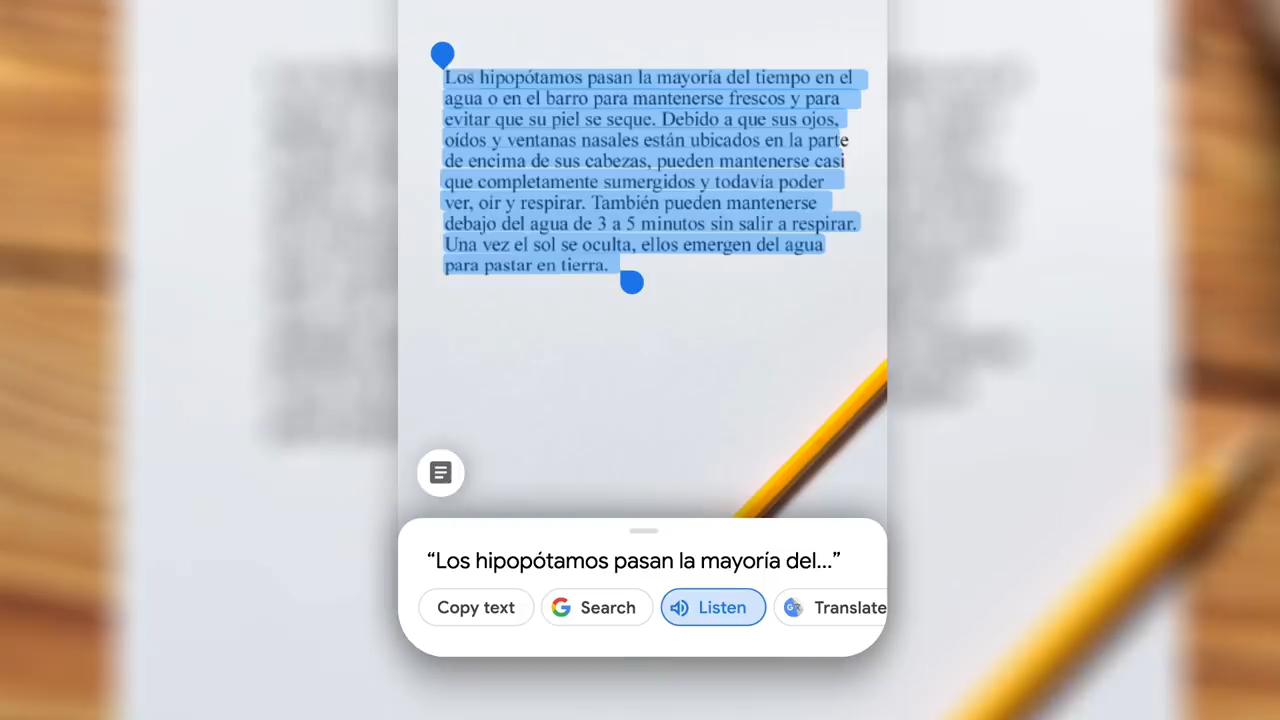 Los hipopótamos pasan la mayoría del tiempo en el
agua o en el barro para mantenerse frescos y para
evitar que su piel se seque. Debido a que sus ojos,
oídos y ventanas nasales están ubicados en la parte
de encima de sus cabezas, pueden mantenerse casi
que completamente sumergidos y todavía poder
ver, oír y respirar. También pueden mantenerse
debajo del agua de 3 a 5 minutos sin salir a respirar.
Una vez el sol se oculta, ellos emergen del agua
para pastar en tierra.
“Los hipopótamos pasan la mayoría del...”
Copy text Search Listen Translate